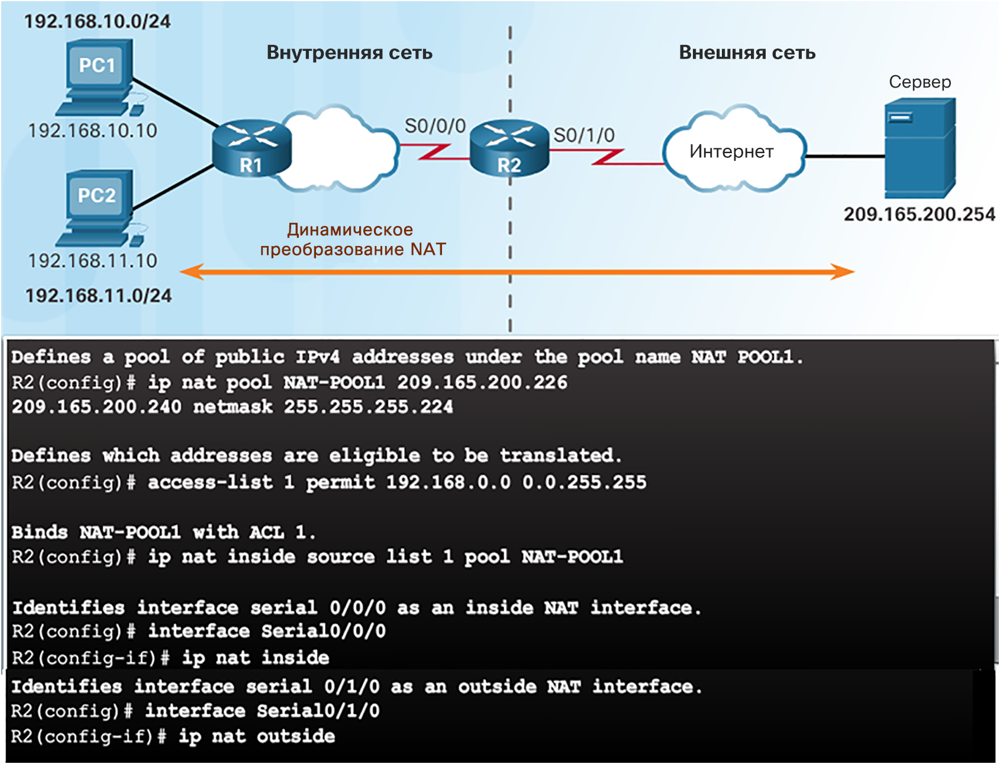 192.168.10.0/24
Внутренняя сеть
Внешняя сеть
PC1
Сервер
192.168.10.10
S0/0/0
S0/1/0
R1
R2
Интернет
PC2
209.165.200.254
Динамическое
преобразование NAT
192.168.11.10
192.168.11.0/24
Defines a pool of public IPv4 addresses under the pool name NAT POOL1.
R2(config)# ip nat pool NAT-POOL1 209.165.200.226
209.165.200.240 netmask 255.255.255.224
Defines which addresses are eligible to be translated.
R2(config)# access-list 1 permit 192.168.0.0 0.0.255.255
Binds NAT-POOL1 with ACL 1.
R2(config)# ip nat inside source list 1 pool NAT-POOL1
Identifies interface serial 0/0/0 as an inside NAT interface.
R2(config)# interface Serial0/0/0
R2(config-if)# ip nat inside
Identifies interface serial 0/1/0 as an outside NAT interface.
R2(config)# interface Serial0/1/0
R2(config-if)# ip nat outside